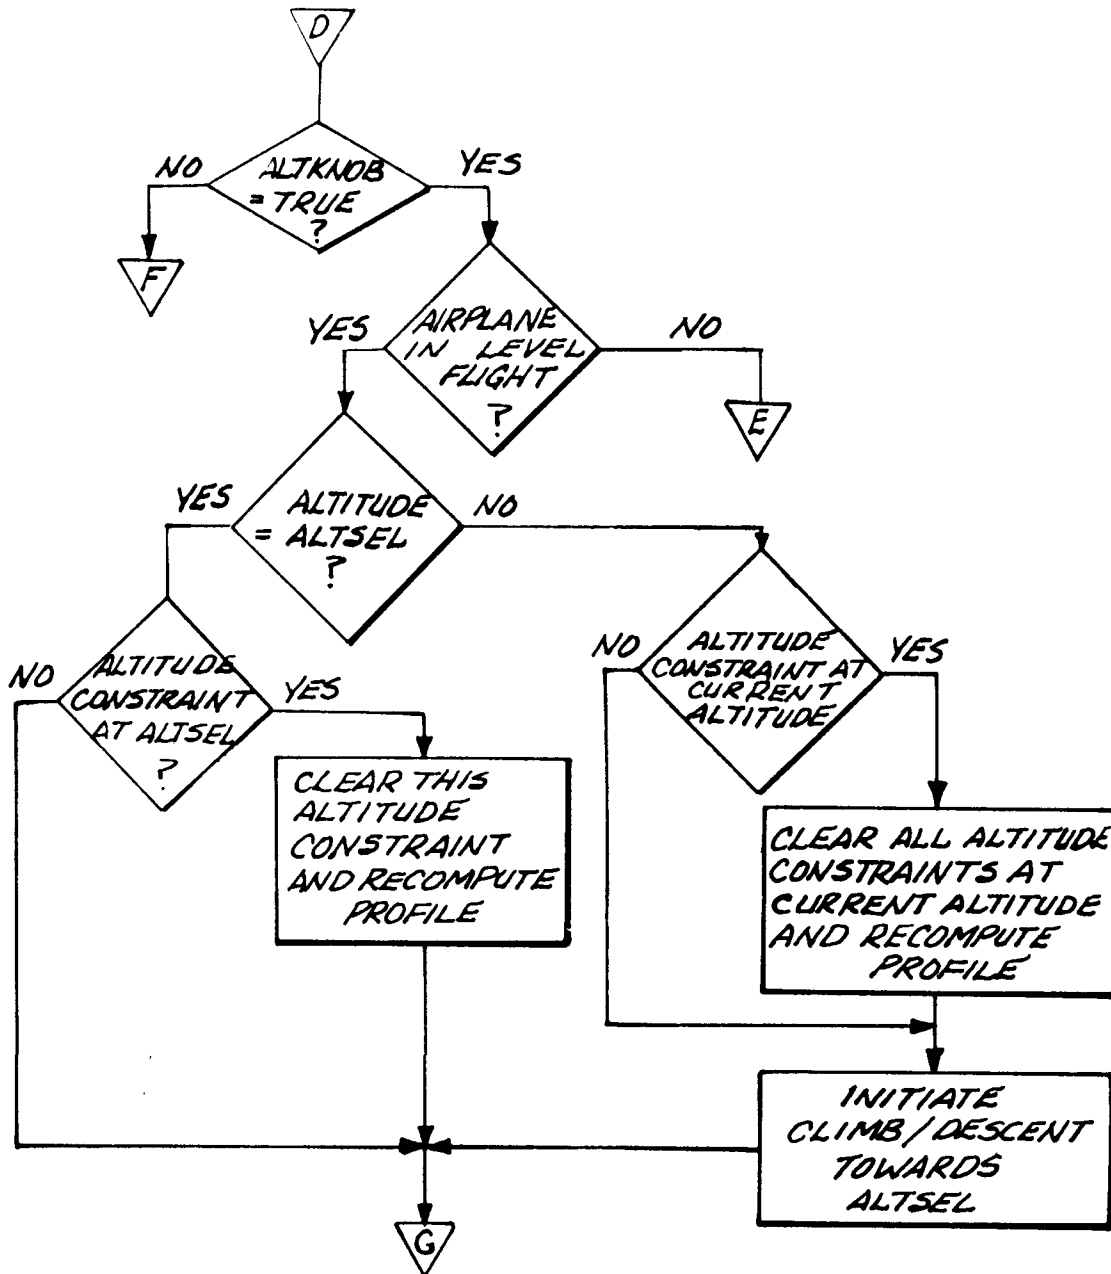 D
NO
ALTKNOB
= TRUE
?
YES
F
YES
AIRPLANE
IN LEVEL
FLIGHT
?
NO
E
YES
ALTITUDE
= ALTSEL
?
NO
NO
ALTITUDE
CONSTRAINT
AT ALTSEL
?
YES
NO
ALTITUDE
CONSTRAINT AT
CURRENT
ALTITUDE
YES
CLEAR THIS
ALTITUDE
CONSTRAINT
AND RECOMPUTE
PROFILE
CLEAR ALL ALTITUDE
CONSTRAINTS AT
CURRENT ALTITUDE
AND RECOMPUTE
PROFILE
INITIATE
CLIMB/DESCENT
TOWARDS
ALTSEL
G